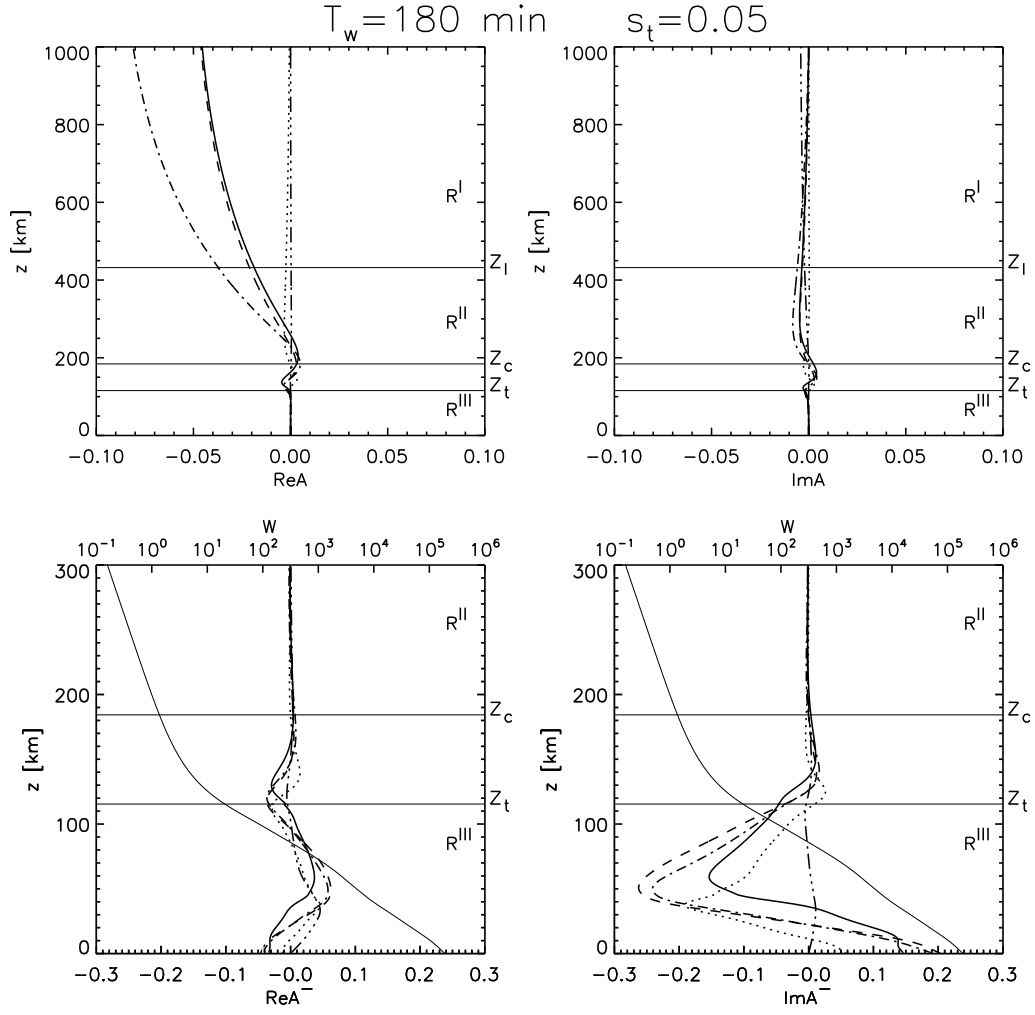 T_w=180 min s_t=0.05
1000 1000
800 800
600 R^I 600 R^I
z [km] z [km]
Z_I Z_I
400 400
R^II R^II
200 Z_c 200 Z_c
Z_t Z_t
R^III R^III
0 0
-0.10 -0.05 0.00 0.05 0.10 -0.10 -0.05 0.00 0.05 0.10
ReA ImA
W W
10^-1 10^0 10^1 10^2 10^3 10^4 10^5 10^6 10^-1 10^0 10^1 10^2 10^3 10^4 10^5 10^6
300 300
R^II R^II
200 Z_c 200 Z_c
z [km] z [km]
Z_t Z_t
100 R^III 100 R^III
0 0
-0.3 -0.2 -0.1 -0.0 0.1 0.2 0.3 -0.3 -0.2 -0.1 -0.0 0.1 0.2 0.3
ReA^- ImA^-